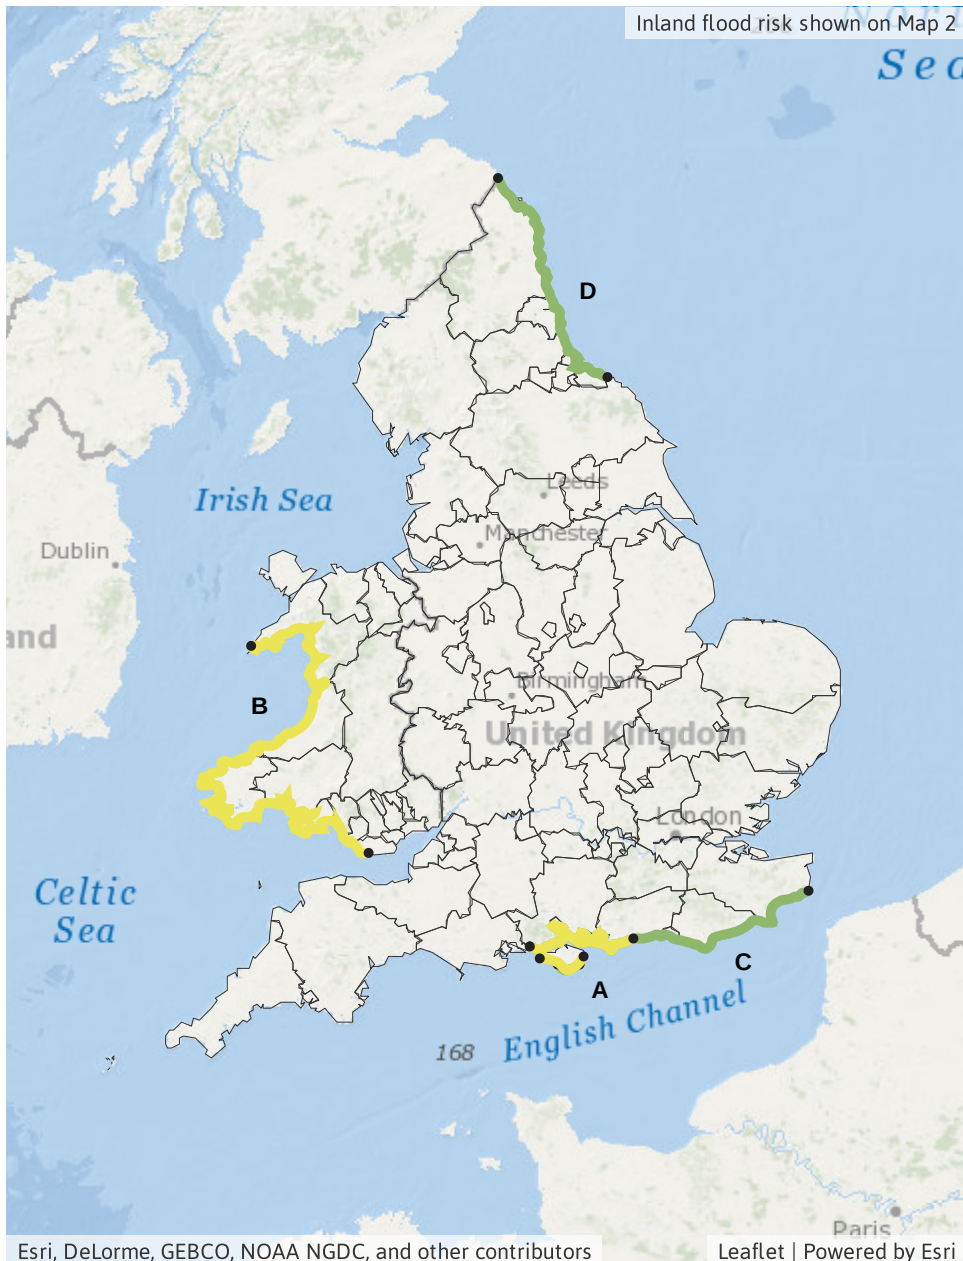 Inland flood risk shown on Map 2
Sea
D
Leeds
Irish Sea
Manchester
Dublin
and
Birmingham
B
United Kingdom
London
Celtic
Sea
C
A
English Channel
168
Paris
Esri, DeLorme, GEBCO, NOAA NGDC, and other contributors
Leaflet | Powered by Esri